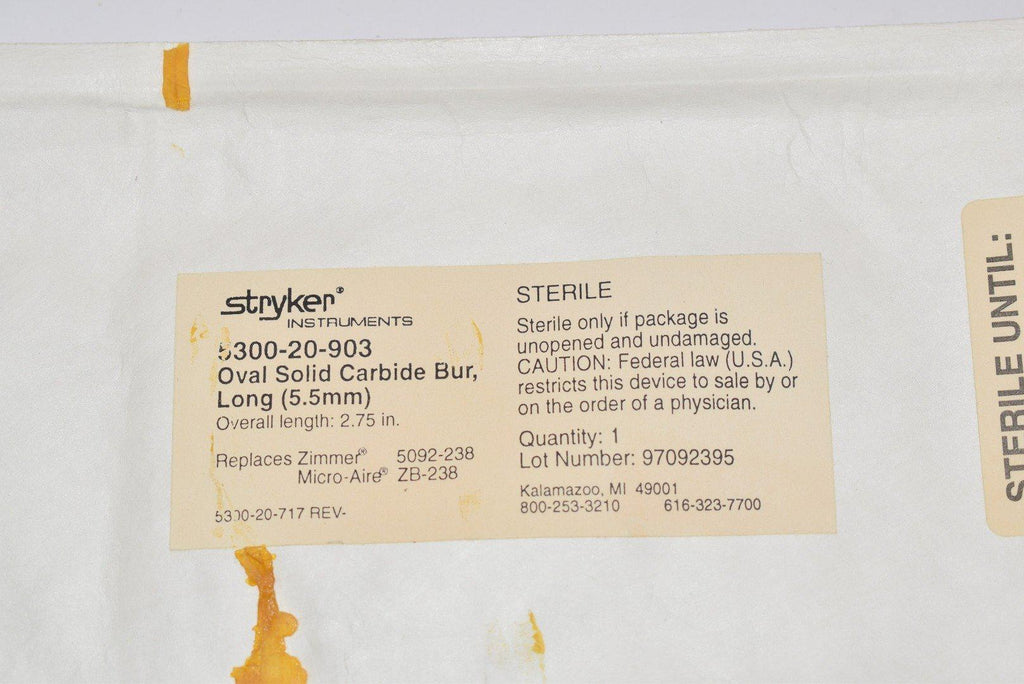 stryker®
INSTRUMENTS
5300-20-903
Oval Solid Carbide Bur,
Long (5.5mm)
Overall length: 2.75 in.
Replaces Zimmer® 5092-238
Micro-Aire® ZB-238
5300-20-717 REV-
STERILE
Sterile only if package is
unopened and undamaged.
CAUTION: Federal law (U.S.A.)
restricts this device to sale by or
on the order of a physician.
Quantity: 1
Lot Number: 97092395
Kalamazoo, MI 49001
800-253-3210 616-323-7700
STERILE UNTIL: